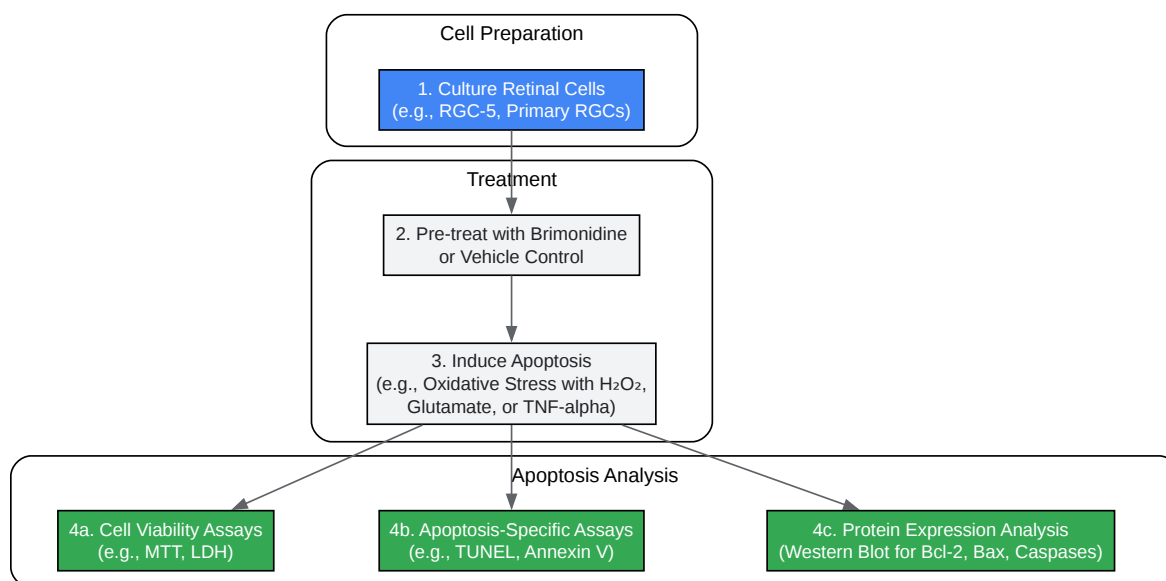 Cell Preparation
1. Culture Retinal Cells
(e.g., RGC-5, Primary RGCs)
Treatment
2. Pre-treat with Brimonidine
or Vehicle Control
3. Induce Apoptosis
(e.g., Oxidative Stress with H₂O₂,
Glutamate, or TNF-alpha)
Apoptosis Analysis
4a. Cell Viability Assays
(e.g., MTT, LDH)
4b. Apoptosis-Specific Assays
(e.g., TUNEL, Annexin V)
4c. Protein Expression Analysis
(Western Blot for Bcl-2, Bax, Caspases)